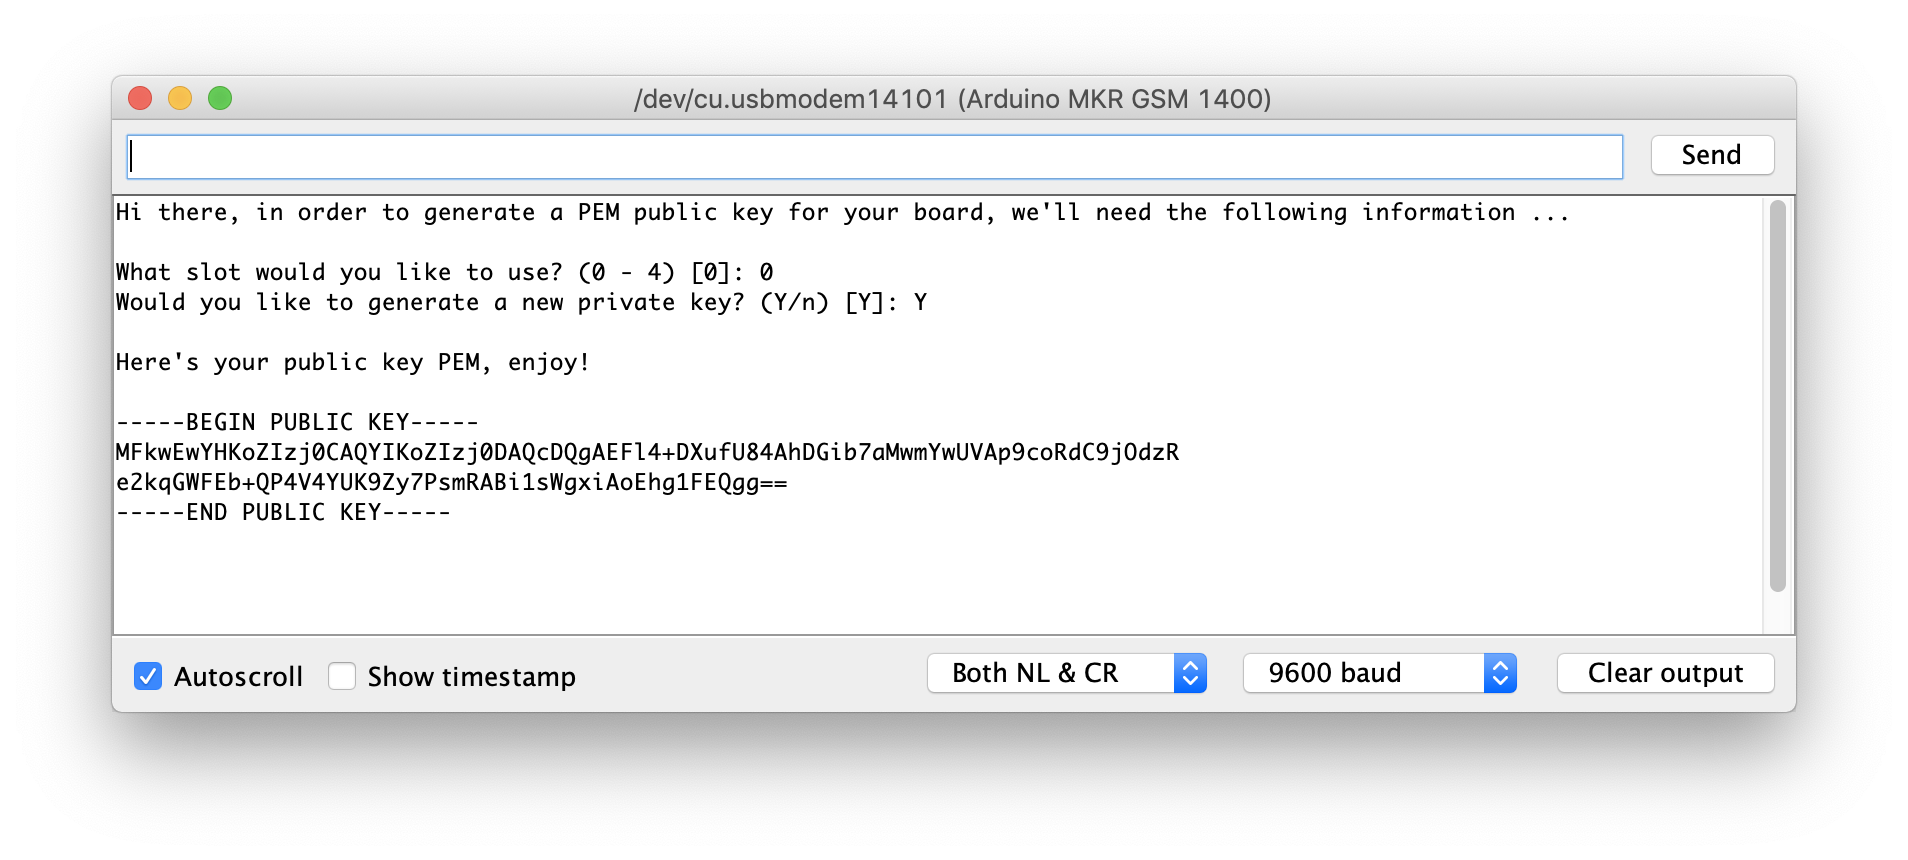 /dev/cu.usbmodem14101 (Arduino MKR GSM 1400)
Send
Hi there, in order to generate a PEM public key for your board, we'll need the following information ...
What slot would you like to use? (0 - 4) [0]: 0
Would you like to generate a new private key? (Y/n) [Y]: Y
Here's your public key PEM, enjoy!
-----BEGIN PUBLIC KEY-----
MFkwEwYHKoZIzj0CAQYIKoZIzj0DAQcDQgAEFl4+DXufU84AhDGib7aMwmYwUVAp9coRdC9jOdzR
e2kqGWFEb+QP4V4YUK9Zy7PsmRABi1sWgxiAoEhg1FEQgg==
-----END PUBLIC KEY-----
Autoscroll Show timestamp Both NL & CR 9600 baud Clear output